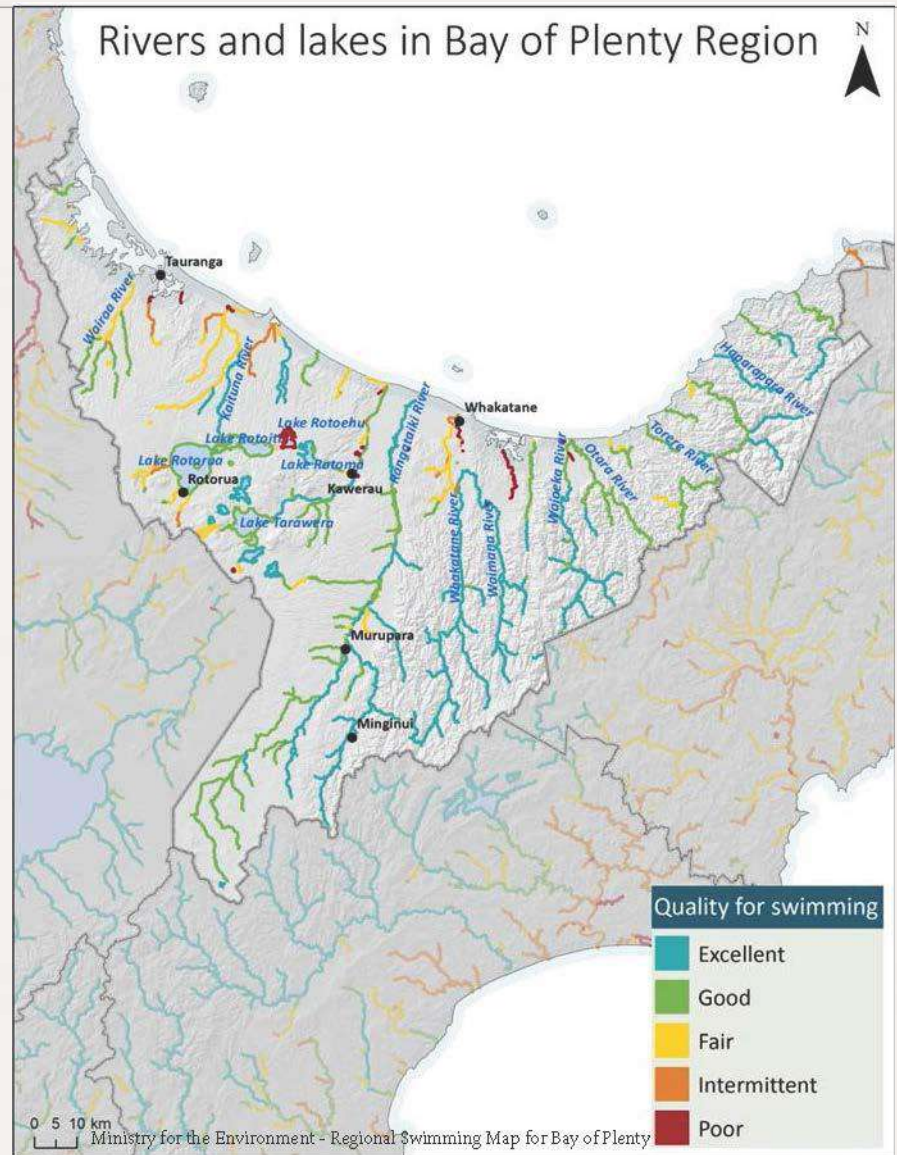 Rivers and lakes in Bay of Plenty Region
N
Tauranga
Wairoa River
Kaituna River
Whakatane
Haparapara River
Lake Rotoehu
Lake Rotoiti
Rangitaiki River
Torere River
Lake Rotorua
Lake Rotoma
Waioeka River
Otara River
Rotorua
Kawerau
Lake Tarawera
Whakatane River
Waimana River
Murupara
Minginui
Quality for swimming
Excellent
Good
Fair
Intermittent
Poor
0 5 10 km
Ministry for the Environment - Regional Swimming Map for Bay of Plenty